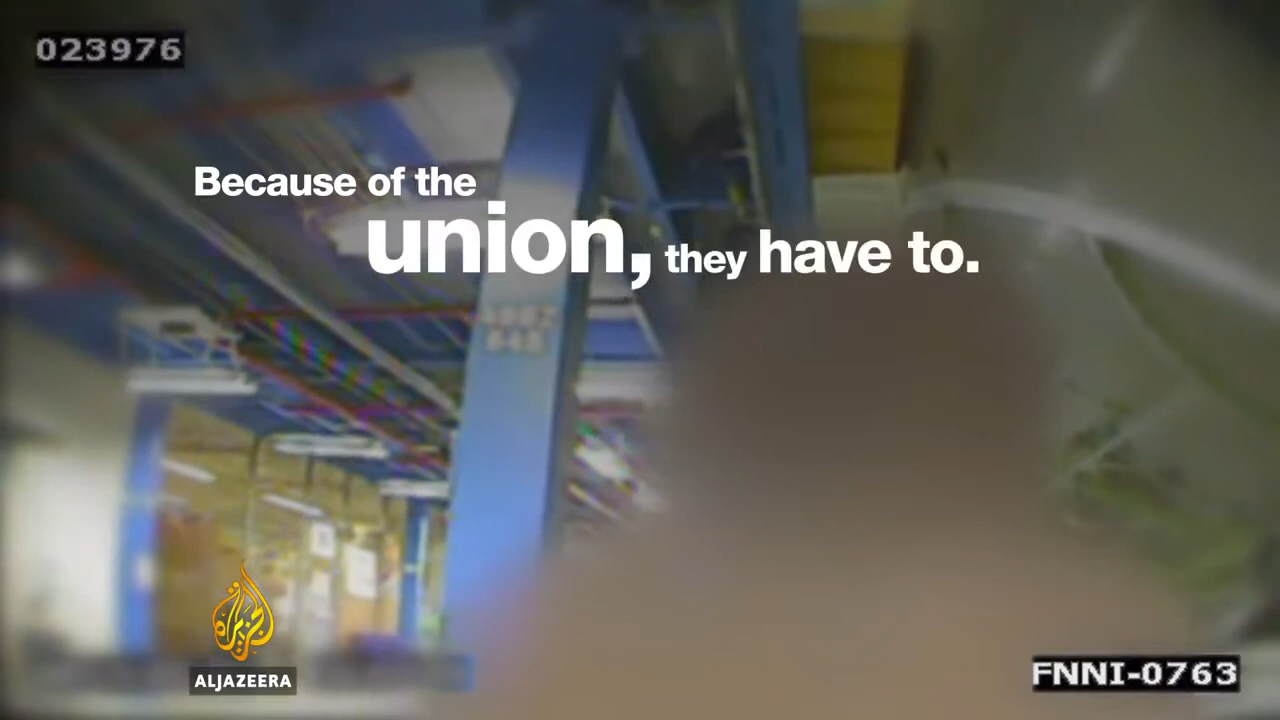 023976
Because of the
union, they have to.
ALJAZEERA
FNNI-0763